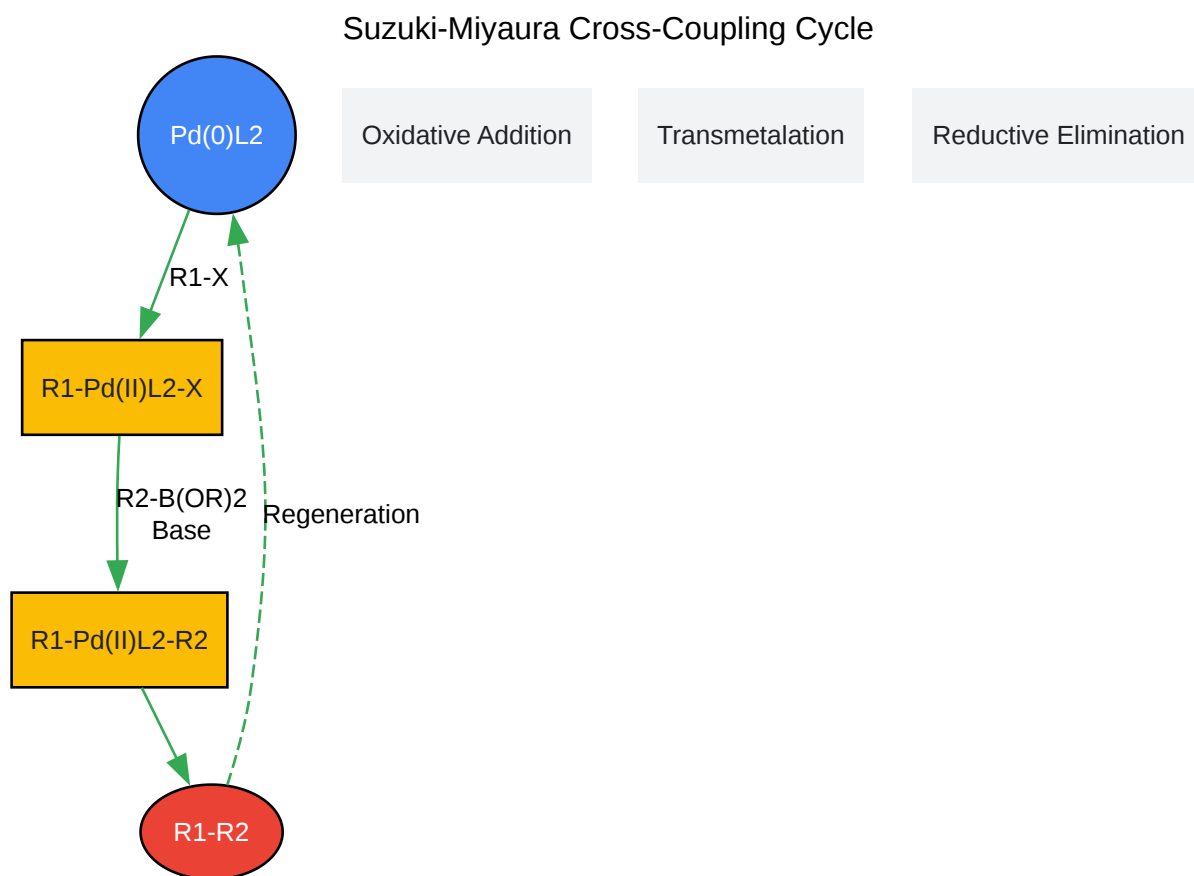 Suzuki-Miyaura Cross-Coupling Cycle
Pd(0)L2
Oxidative Addition
Transmetalation
Reductive Elimination
R1-X
R1-Pd(II)L2-X
R2-B(OR)2
Base
Regeneration
R1-Pd(II)L2-R2
R1-R2